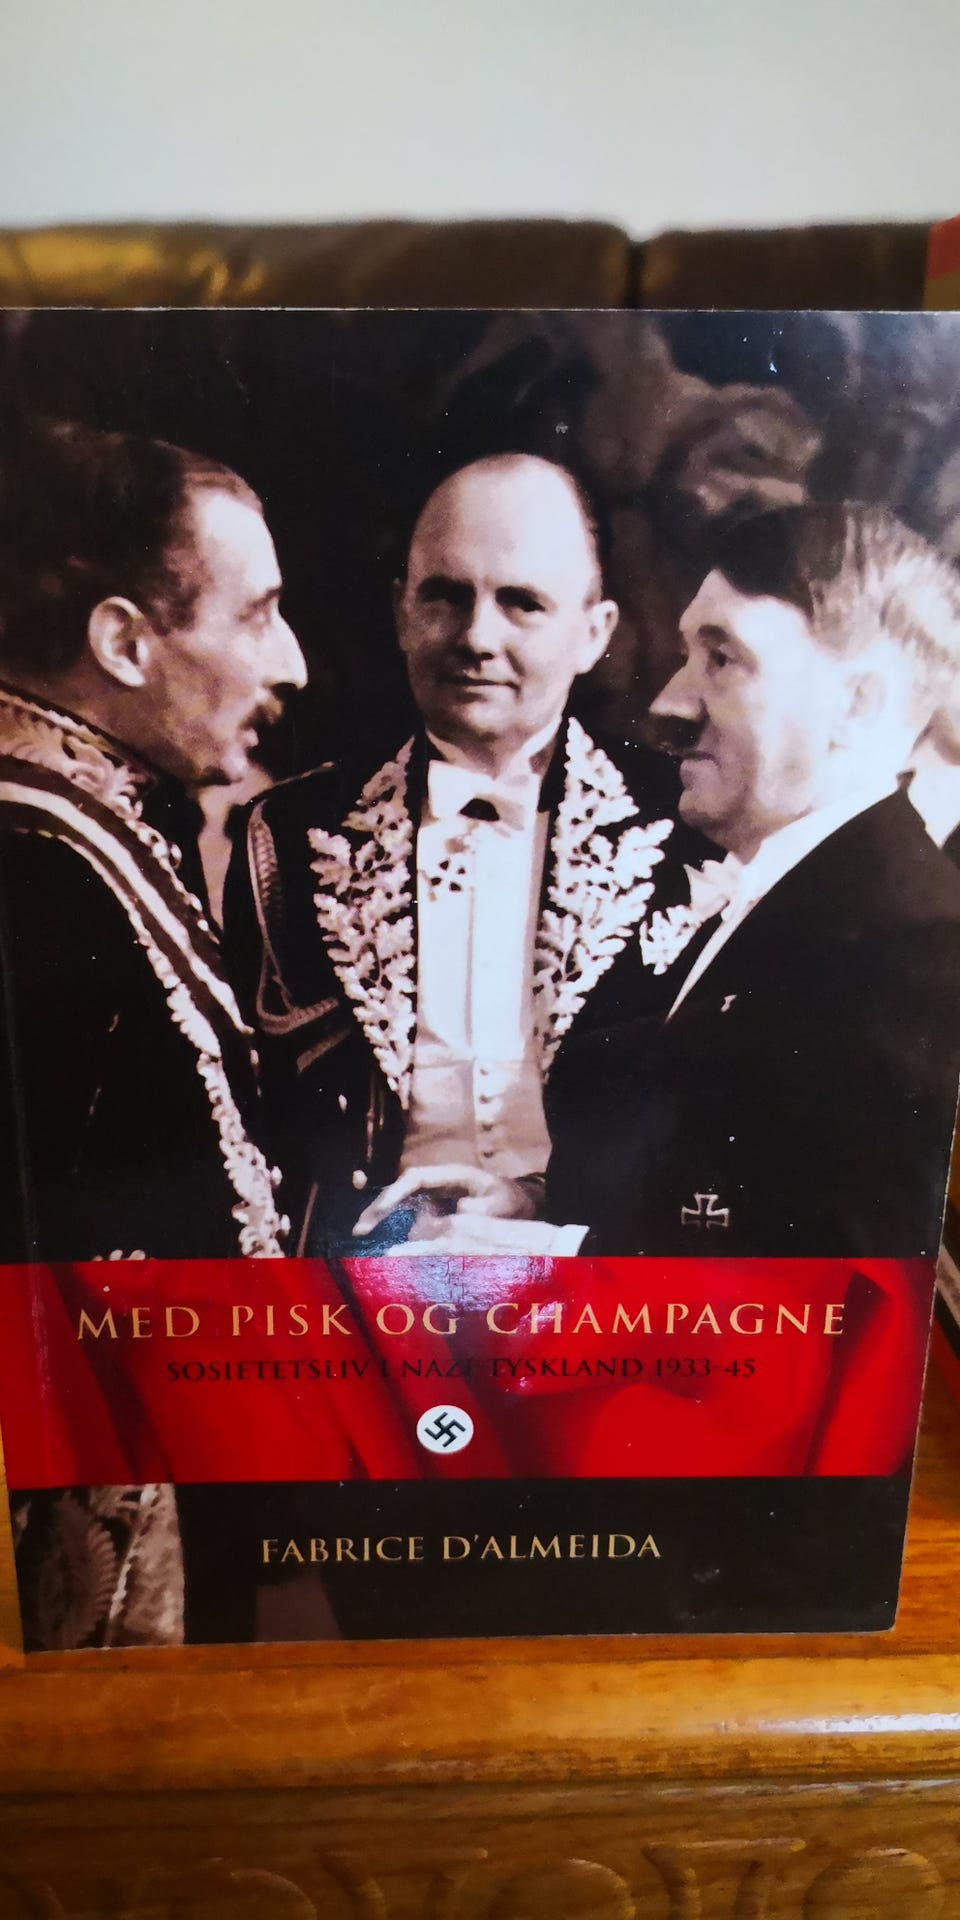 MED PISK OG CHAMPAGNE
SOSIETETSLIV I NAZI-TYSKLAND 1933-45
FABRICE D'ALMEIDA